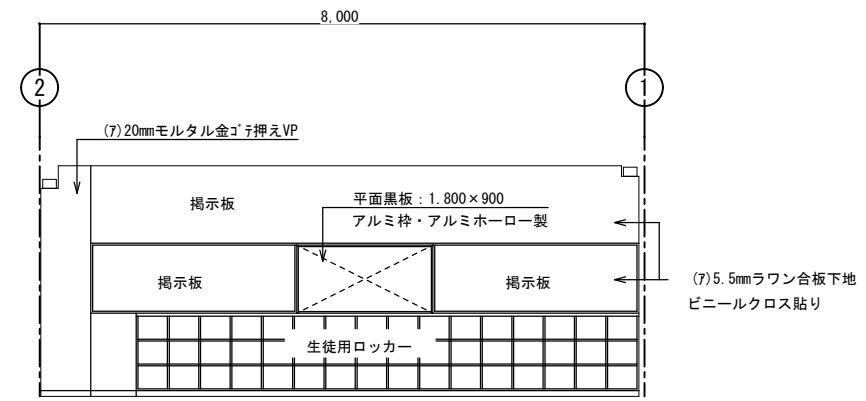 8,000
2
1
(ｱ)20mmモルタル金ｺﾞﾃ押えVP
掲示板
平面黒板：1.800×900
アルミ枠・アルミホーロー製
掲示板
掲示板
(ｱ)5.5mmラワン合板下地
ビニールクロス貼り
生徒用ロッカー